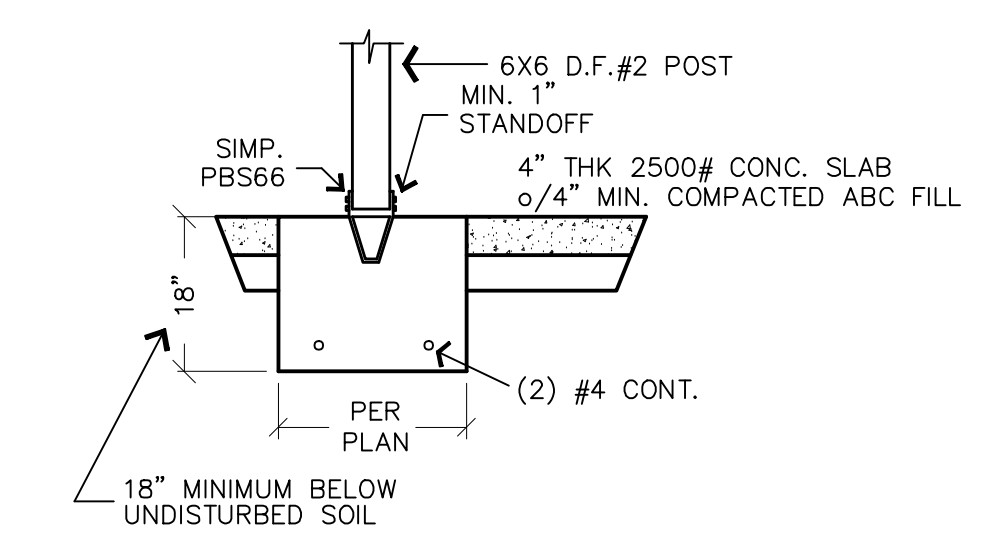 6X6 D.F.#2 POST
MIN. 1"
STANDOFF
SIMP.
PBS66
4" THK 2500# CONC. SLAB
o/4" MIN. COMPACTED ABC FILL
18"
(2) #4 CONT.
PER
PLAN
18" MINIMUM BELOW
UNDISTURBED SOIL